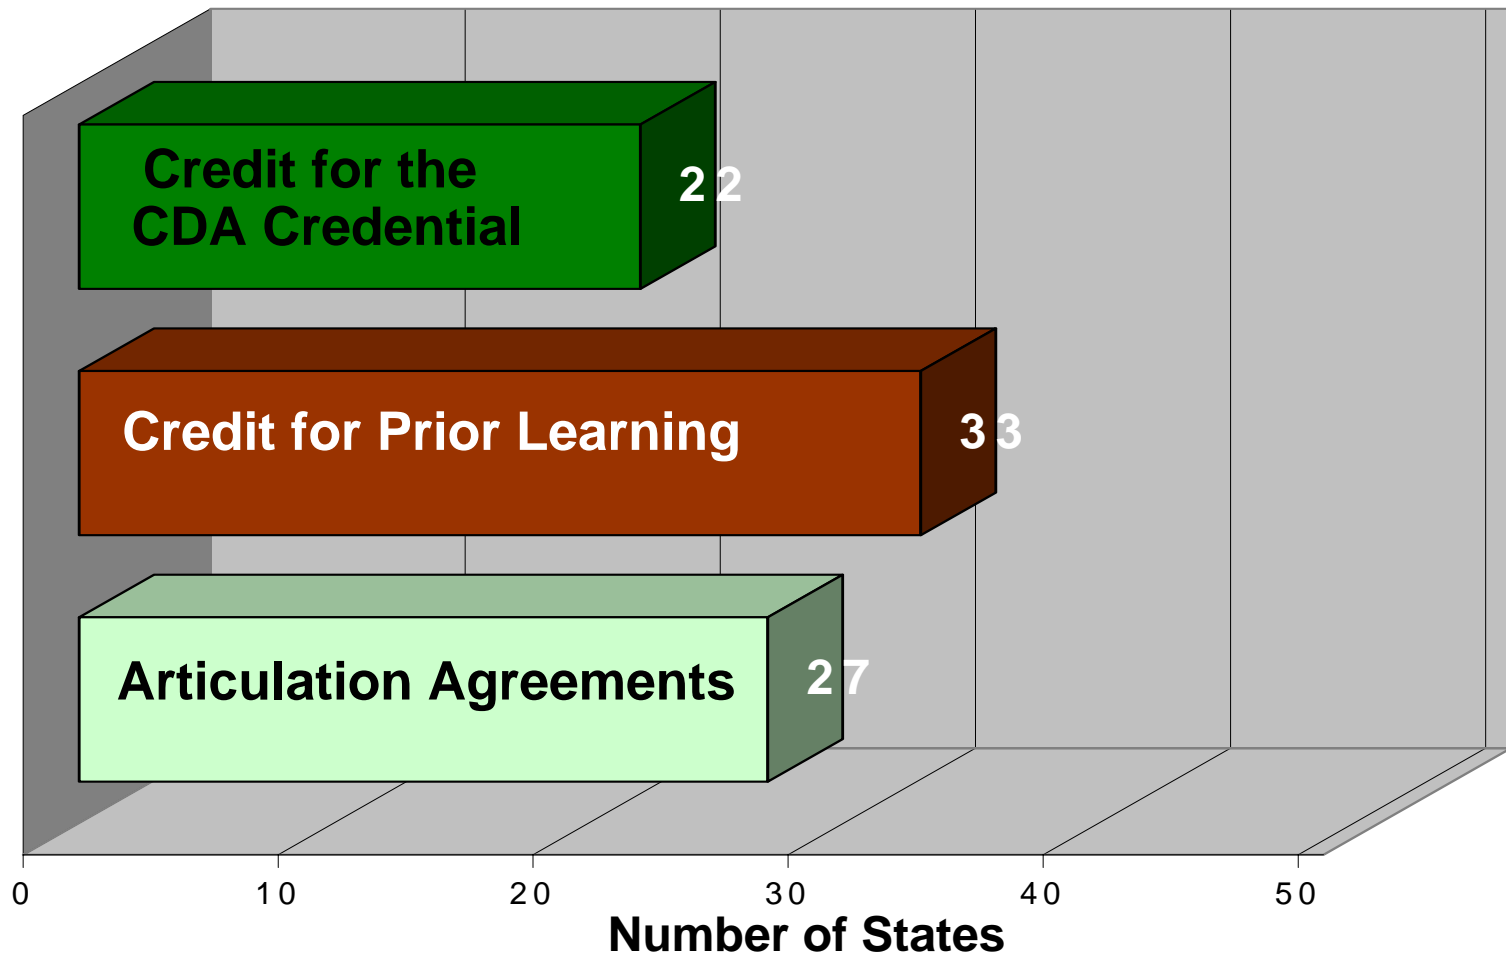 Credit for the
CDA Credential
22
Credit for Prior Learning
33
Articulation Agreements
27
0 10 20 30 40 50
Number of States